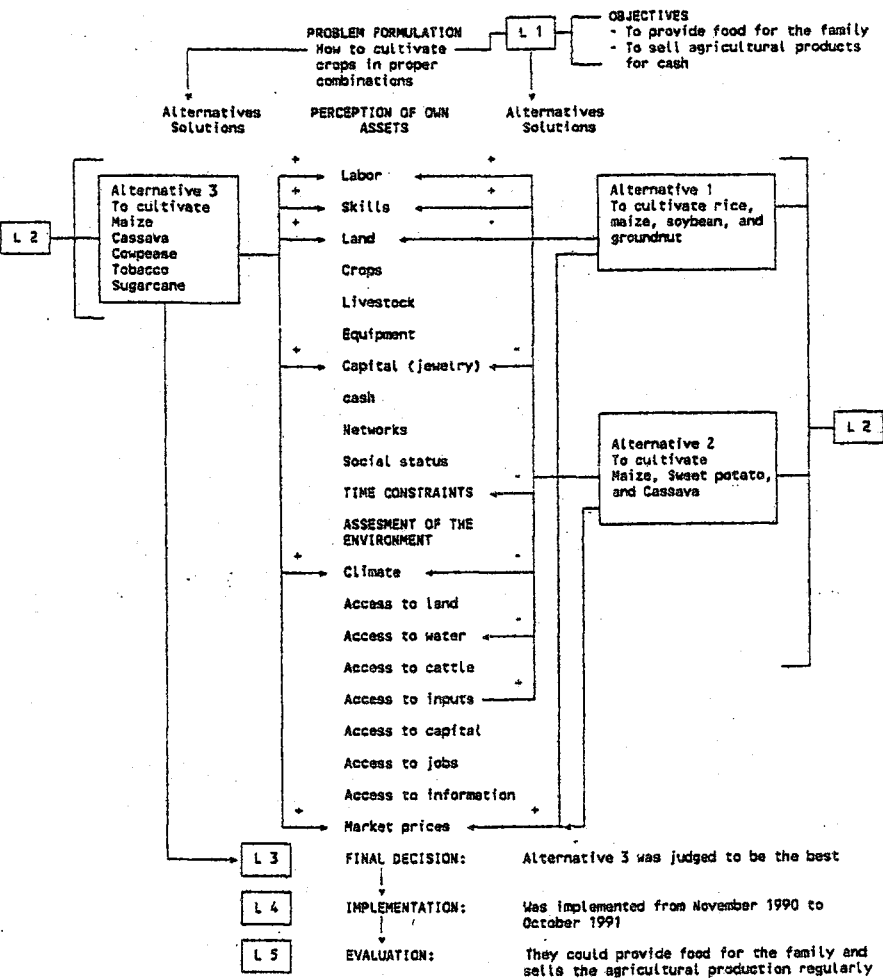 OBJECTIVES
- To provide food for the family
- To sell agricultural products
for cash
L 1
PROBLEM FORMULATION
How to cultivate
crops in proper
combinations
Alternatives
Solutions
PERCEPTION OF OWN
ASSETS
Alternatives
Solutions
L 2
Alternative 3
To cultivate
Maize
Cassava
Cowpease
Tobacco
Sugarcane
+ Labor +
+ Skills +
+ Land -
Crops
Livestock
Equipment
+ Capital (jewelry) -
cash
Networks
Social status
TIME CONSTRAINTS -
ASSESMENT OF THE
ENVIRONMENT
+ Climate -
Access to land
Access to water -
Access to cattle
Access to inputs +
Access to capital
Access to jobs
Access to information
+ Market prices +
Alternative 1
To cultivate rice,
maize, soybean, and
groundnut
Alternative 2
To cultivate
Maize, Sweet potato,
and Cassava
L 2
L 3 FINAL DECISION: Alternative 3 was judged to be the best
L 4 IMPLEMENTATION: Was implemented from November 1990 to
October 1991
L 5 EVALUATION: They could provide food for the family and
sells the agricultural production regularly